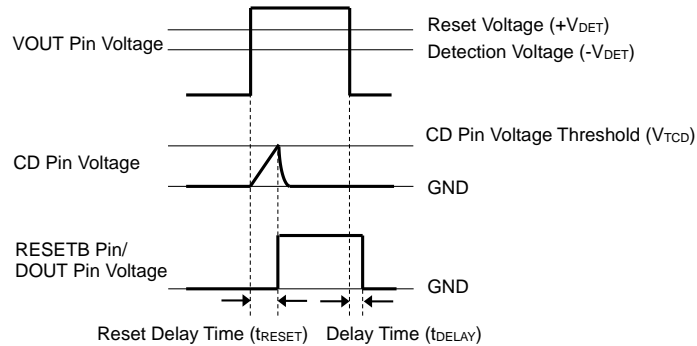 Reset Voltage (+VDET)
VOUT Pin Voltage
Detection Voltage (-VDET)
CD Pin Voltage Threshold (VTCD)
CD Pin Voltage
GND
RESETB Pin/
DOUT Pin Voltage
GND
Reset Delay Time (tRESET)
Delay Time (tDELAY)